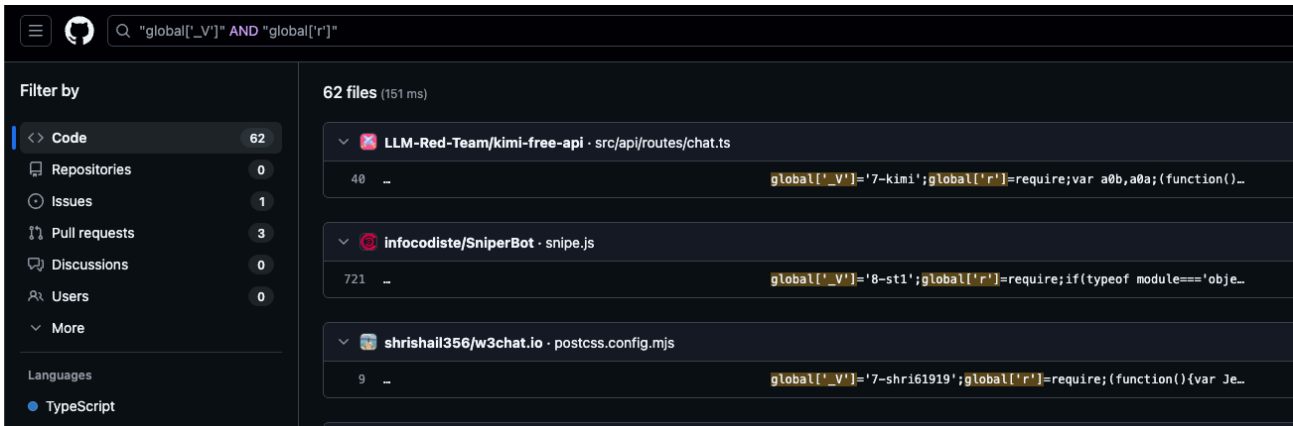 "global['_V']" AND "global['r']"
Filter by
Code 62
Repositories 0
Issues 1
Pull requests 3
Discussions 0
Users 0
More
Languages
TypeScript
62 files (151 ms)
LLM-Red-Team/kimi-free-api · src/api/routes/chat.ts
40 … global['_V']='7-kimi';global['r']=require;var a0b,a0a;(function()…
infocodiste/SniperBot · snipe.js
721 … global['_V']='8-st1';global['r']=require;if(typeof module==='obje…
shrishail356/w3chat.io · postcss.config.mjs
9 … global['_V']='7-shri61919';global['r']=require;(function(){var Je…